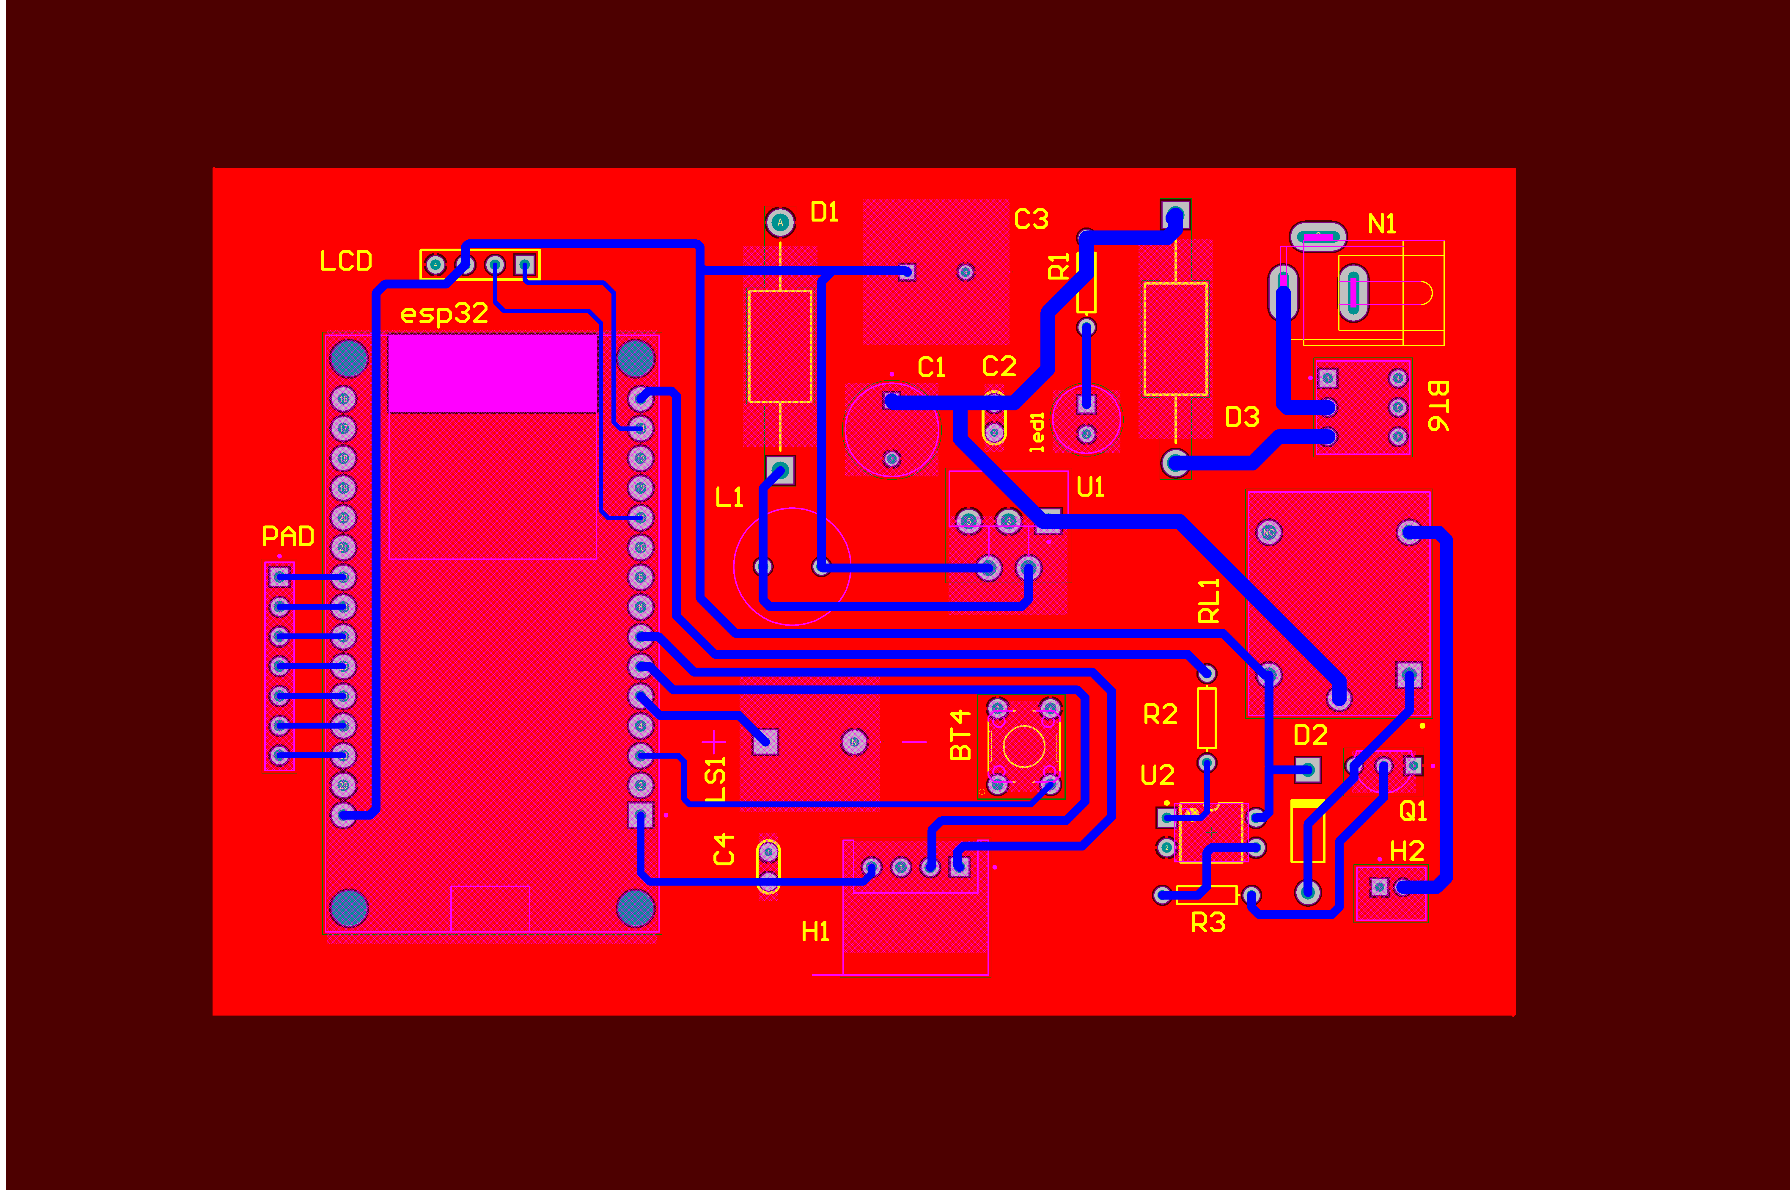 D1
C3
N1
LCD
R1
esp32
C1
C2
BT6
led1
D3
L1
U1
PAD
RL1
R2
BT4
D2
LS1
U2
Q1
C4
H2
R3
H1